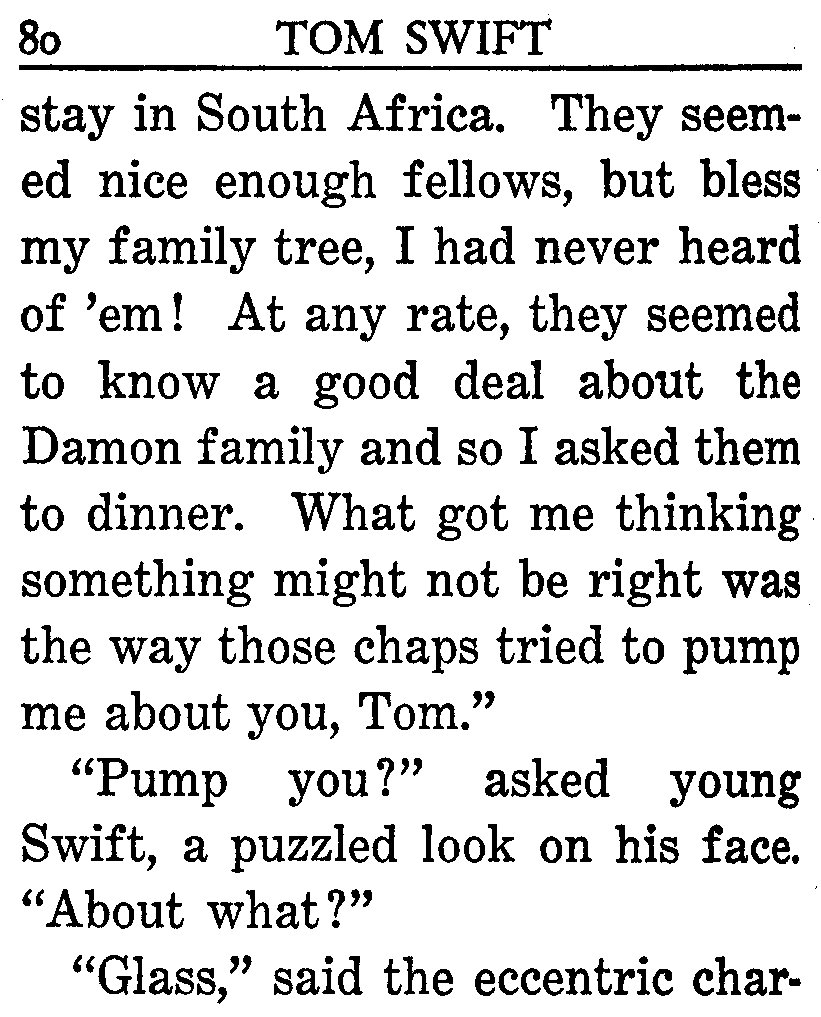 80 TOM SWIFT
stay in South Africa. They seem-
ed nice enough fellows, but bless
my family tree, I had never heard
of ’em! At any rate, they seemed
to know a good deal about the
Damon family and so I asked them
to dinner. What got me thinking
something might not be right was
the way those chaps tried to pump
me about you, Tom.”
“Pump you?” asked young
Swift, a puzzled look on his face.
“About what?”
“Glass,” said the eccentric char-